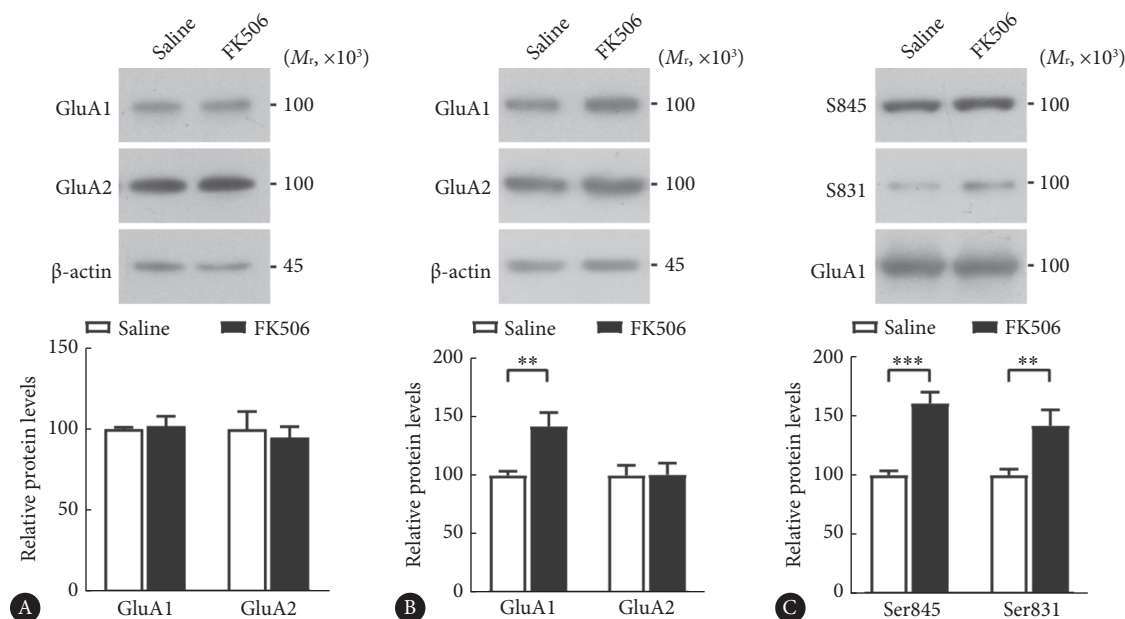 Saline FK506 (Mr, ×10³)
GluA1 100
GluA2 100
β-actin 45
Saline FK506
Relative protein levels
150
100
50
0
GluA1 GluA2
A
Saline FK506 (Mr, ×10³)
GluA1 100
GluA2 100
β-actin 45
Saline FK506
Relative protein levels
200
150
100
50
0
**
GluA1 GluA2
B
Saline FK506 (Mr, ×10³)
S845 100
S831 100
GluA1 100
Saline FK506
Relative protein levels
200
150
100
50
0
*** **
Ser845 Ser831
C